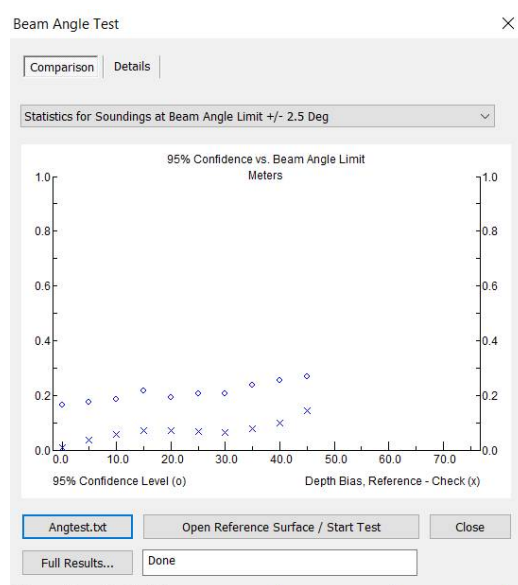 Beam Angle Test
Comparison Details
Statistics for Soundings at Beam Angle Limit +/- 2.5 Deg
95% Confidence vs. Beam Angle Limit
Meters
1.0 1.0
0.8 0.8
0.6 0.6
0.4 0.4
0.2 0.2
0.0 0.0
0.0 10.0 20.0 30.0 40.0 50.0 60.0 70.0
95% Confidence Level (o) Depth Bias, Reference - Check (x)
Angtest.txt Open Reference Surface / Start Test Close
Full Results... Done